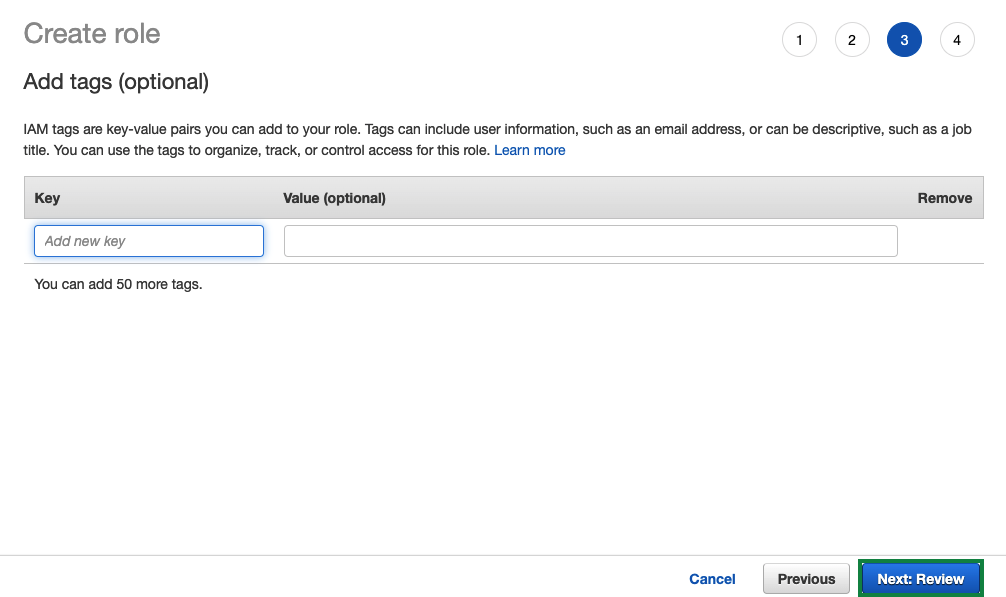 Create role
1 2 3 4
Add tags (optional)
IAM tags are key-value pairs you can add to your role. Tags can include user information, such as an email address, or can be descriptive, such as a job
title. You can use the tags to organize, track, or control access for this role. Learn more
Key Value (optional) Remove
Add new key
You can add 50 more tags.
Cancel Previous Next: Review